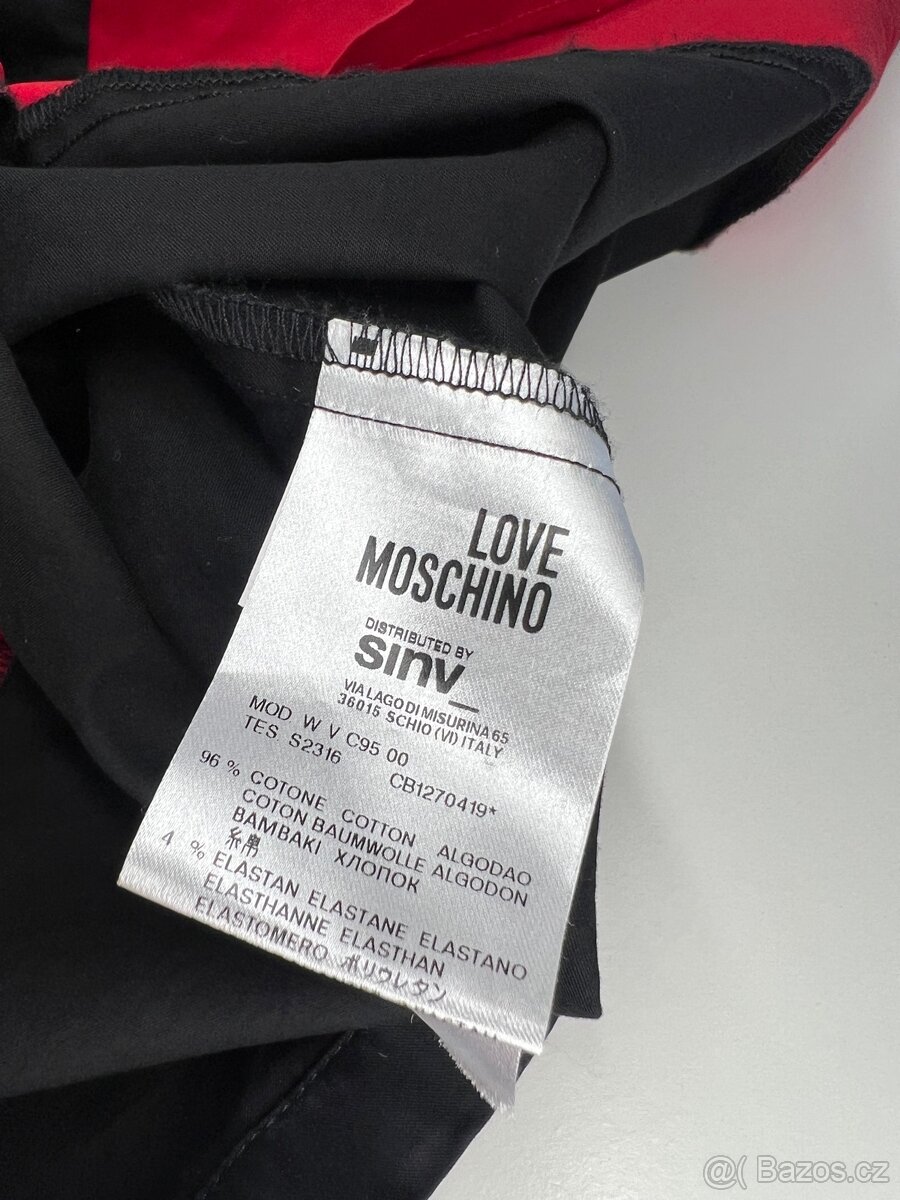 LOVE
MOSCHINO
DISTRIBUTED BY
sinv_
VIA LAGO DI MISURINA 65
36015 SCHIO (VI) ITALY
MOD W V C95 00
TES S2316 CB1270419*
96 % COTONE COTTON ALGODAO
COTON BAUMWOLLE ALGODON
BAMBAKI ХЛОПОК
綿
4 % ELASTAN ELASTANE ELASTANO
ELASTHANNE ELASTHAN
ELASTOMERO ポリウレタン
@( Bazos.cz